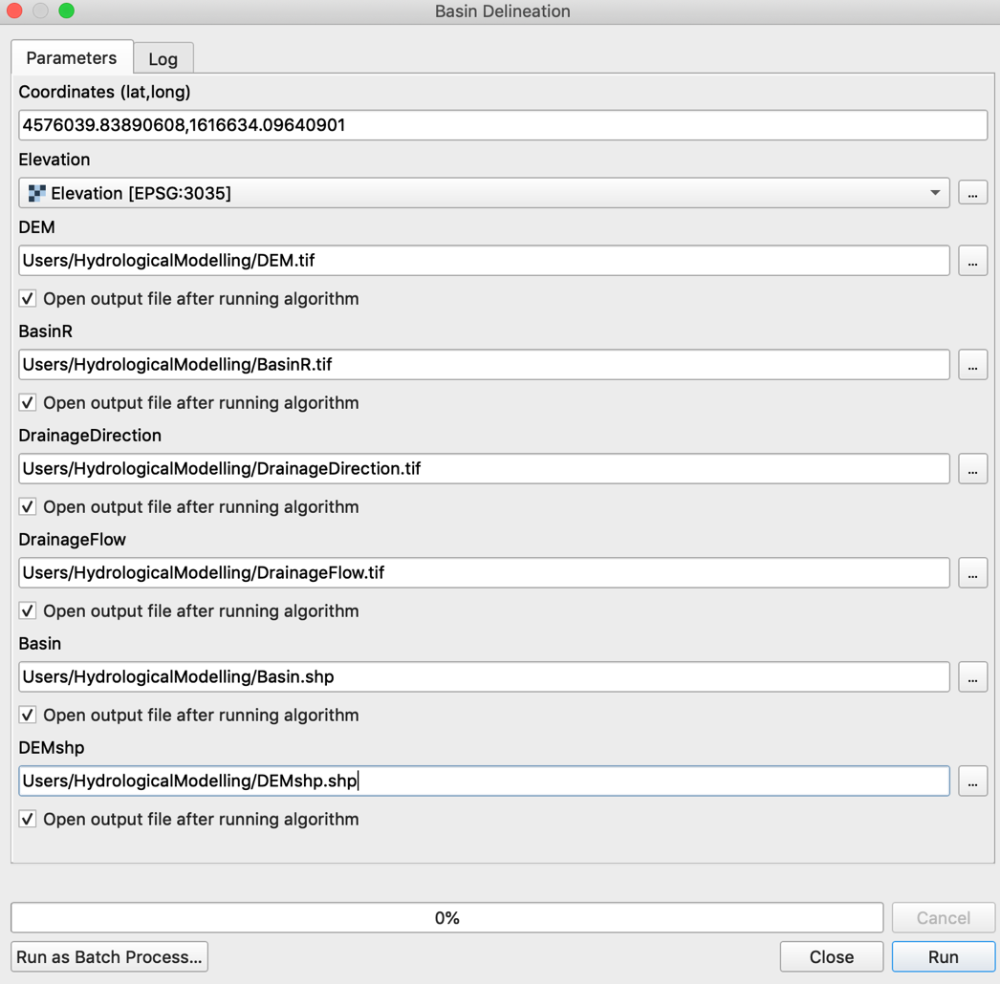 Basin Delineation
Parameters
Log
Coordinates (lat,long)
4576039.83890608,1616634.09640901
Elevation
Elevation [EPSG:3035]
...
DEM
Users/HydrologicalModelling/DEM.tif
...
Open output file after running algorithm
BasinR
Users/HydrologicalModelling/BasinR.tif
...
Open output file after running algorithm
DrainageDirection
Users/HydrologicalModelling/DrainageDirection.tif
...
Open output file after running algorithm
DrainageFlow
Users/HydrologicalModelling/DrainageFlow.tif
...
Open output file after running algorithm
Basin
Users/HydrologicalModelling/Basin.shp
...
Open output file after running algorithm
DEMshp
Users/HydrologicalModelling/DEMshp.shp
...
Open output file after running algorithm
0%
Cancel
Run as Batch Process...
Close
Run